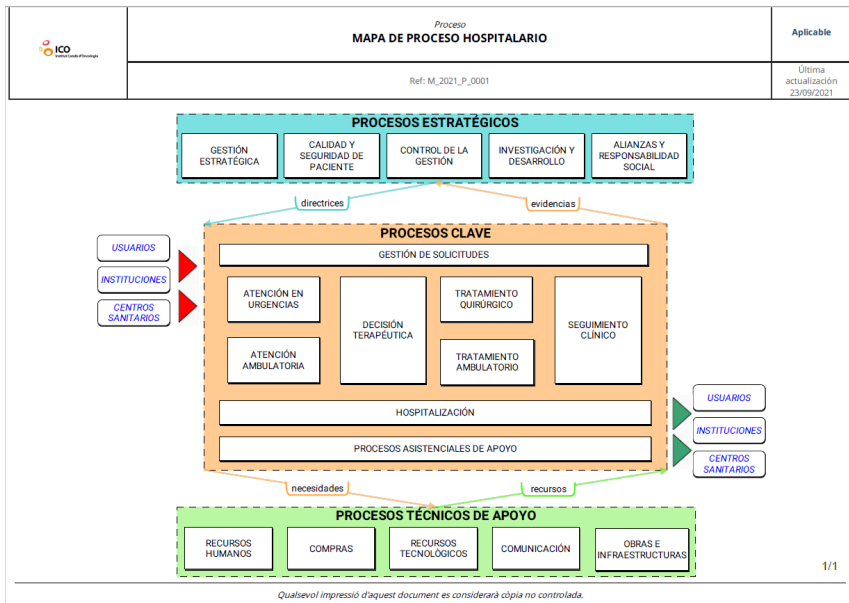 ICO
Institut Català d'Oncologia
Proceso
MAPA DE PROCESO HOSPITALARIO
Aplicable
Ref: M_2021_P_0001
Última
actualización
23/09/2021
PROCESOS ESTRATÉGICOS
GESTIÓN
ESTRATÉGICA
CALIDAD Y
SEGURIDAD DE
PACIENTE
CONTROL DE LA
GESTIÓN
INVESTIGACIÓN Y
DESARROLLO
ALIANZAS Y
RESPONSABILIDAD
SOCIAL
directrices
evidencias
PROCESOS CLAVE
USUARIOS
INSTITUCIONES
CENTROS
SANITARIOS
GESTIÓN DE SOLICITUDES
ATENCIÓN EN
URGENCIAS
ATENCIÓN
AMBULATORIA
DECISIÓN
TERAPÉUTICA
TRATAMIENTO
QUIRÚRGICO
TRATAMIENTO
AMBULATORIO
SEGUIMIENTO
CLÍNICO
HOSPITALIZACIÓN
PROCESOS ASISTENCIALES DE APOYO
USUARIOS
INSTITUCIONES
CENTROS
SANITARIOS
necesidades
recursos
PROCESOS TÉCNICOS DE APOYO
RECURSOS
HUMANOS
COMPRAS
RECURSOS
TECNOLÓGICOS
COMUNICACIÓN
OBRAS E
INFRAESTRUCTURAS
1/1
Qualsevol impressió d'aquest document es considerarà còpia no controlada.